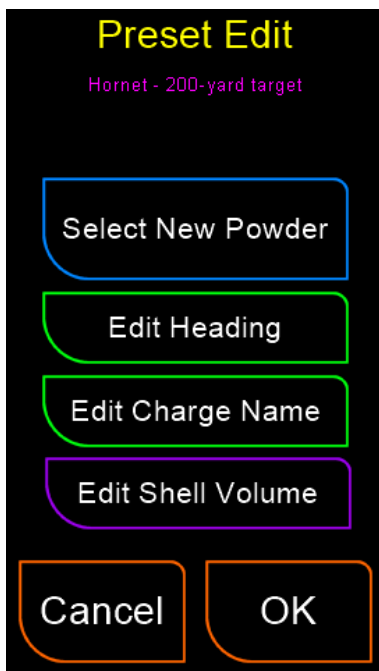 Preset Edit
Hornet - 200-yard target
Select New Powder
Edit Heading
Edit Charge Name
Edit Shell Volume
Cancel
OK